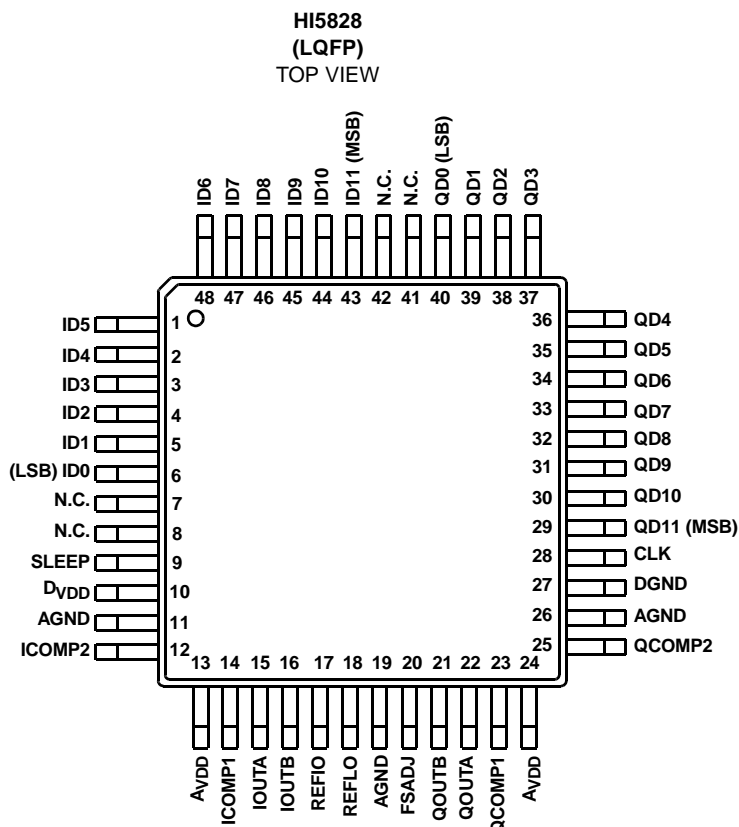 HI5828
(LQFP)
TOP VIEW
ID6
ID7
ID8
ID9
ID10
ID11 (MSB)
N.C.
N.C.
QD0 (LSB)
QD1
QD2
QD3
48 47 46 45 44 43 42 41 40 39 38 37
ID5 1
ID4 2
ID3 3
ID2 4
ID1 5
(LSB) ID0 6
N.C. 7
N.C. 8
SLEEP 9
DVDD 10
AGND 11
ICOMP2 12
36 QD4
35 QD5
34 QD6
33 QD7
32 QD8
31 QD9
30 QD10
29 QD11 (MSB)
28 CLK
27 DGND
26 AGND
25 QCOMP2
13 14 15 16 17 18 19 20 21 22 23 24
AVDD
ICOMP1
IOUTA
IOUTB
REFIO
REFLO
AGND
FSADJ
QOUTB
QOUTA
QCOMP1
AVDD